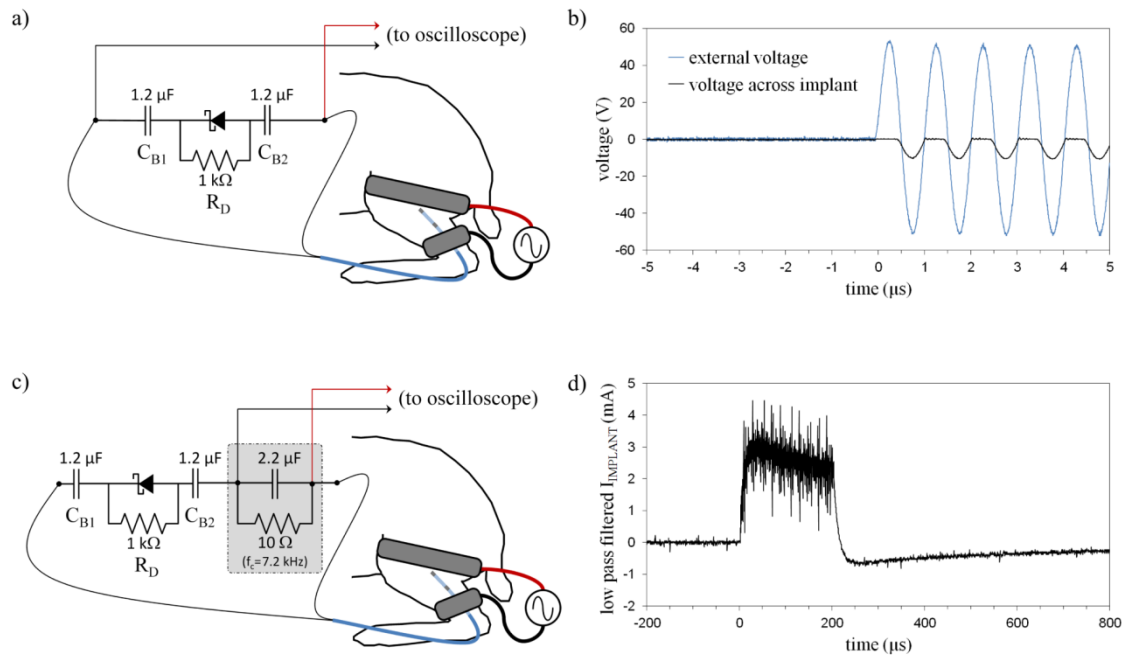 a)
(to oscilloscope)
1.2 µF
1.2 µF
C_B1
C_B2
1 kΩ
R_D
b)
60
40
20
0
-20
-40
-60
voltage (V)
external voltage
voltage across implant
-5 -4 -3 -2 -1 0 1 2 3 4 5
time (µs)
c)
(to oscilloscope)
1.2 µF
1.2 µF
2.2 µF
C_B1
C_B2
1 kΩ
R_D
10 Ω
(f_c=7.2 kHz)
d)
5
4
3
2
1
0
-1
-2
low pass filtered I_IMPLANT (mA)
-200 0 200 400 600 800
time (µs)